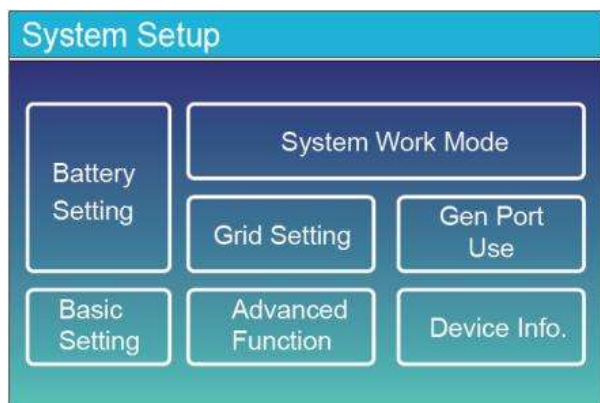 System Setup
Battery
Setting
System Work Mode
Grid Setting
Gen Port
Use
Basic
Setting
Advanced
Function
Device Info.